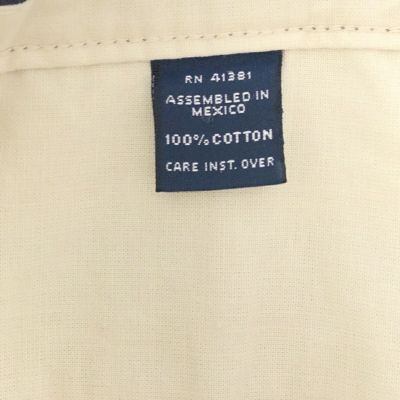 RN 41381
ASSEMBLED IN
MEXICO
100% COTTON
CARE INST. OVER